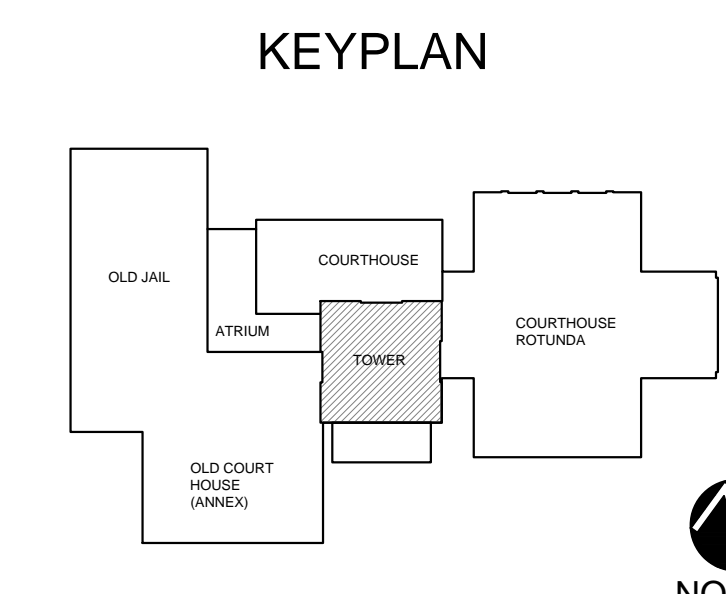 KEYPLAN
COURTHOUSE
OLD JAIL
ATRIUM
COURTHOUSE
ROTUNDA
TOWER
OLD COURT
HOUSE
(ANNEX)